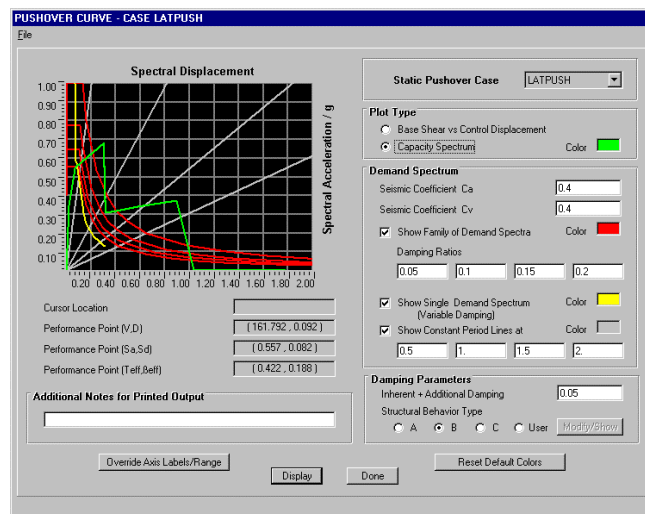 PUSHOVER CURVE - CASE LATPUSH
File
Spectral Displacement
1.00
0.90
0.80
0.70
0.60
0.50
0.40
0.30
0.20
0.10
0.20 0.40 0.60 0.80 1.00 1.20 1.40 1.60 1.80 2.00
Spectral Acceleration / g
Cursor Location
Performance Point (V,D) ( 161.792 , 0.092 )
Performance Point (Sa,Sd) ( 0.557 , 0.082 )
Performance Point (Teff,βeff) ( 0.422 , 0.188 )
Additional Notes for Printed Output
Static Pushover Case LATPUSH
Plot Type
Base Shear vs Control Displacement
Capacity Spectrum Color
Demand Spectrum
Seismic Coefficient Ca 0.4
Seismic Coefficient Cv 0.4
Show Family of Demand Spectra Color
Damping Ratios
0.05 0.1 0.15 0.2
Show Single Demand Spectrum Color
(Variable Damping)
Show Constant Period Lines at Color
0.5 1. 1.5 2.
Damping Parameters
Inherent + Additional Damping 0.05
Structural Behavior Type
A B C User Modify/Show
Override Axis Labels/Range
Reset Default Colors
Display Done